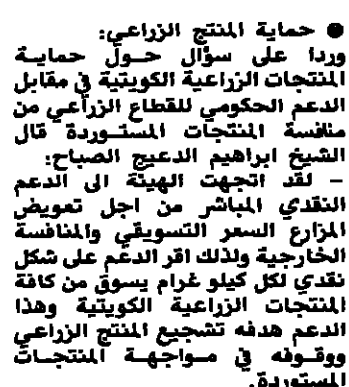 ● حماية المنتج الزراعي:
وردا على سؤال حول حماية
المنتجات الزراعية الكويتية في مقابل
الدعم الحكومي للقطاع الزراعي من
منافسة المنتجات المستوردة قال
الشيخ ابراهيم الدعيج الصباح:
– لقد اتجهت الهيئة الى الدعم
النقدي المباشر من اجل تعويض
المزارع السعر التسويقي والمنافسة
الخارجية ولذلك اقر الدعم على شكل
نقدي لكل كيلو غرام يسوق من كافة
المنتجات الزراعية الكويتية وهذا
الدعم هدفه تشجيع المنتج الزراعي
ووقوفه في مواجهة المنتجات
المستوردة.